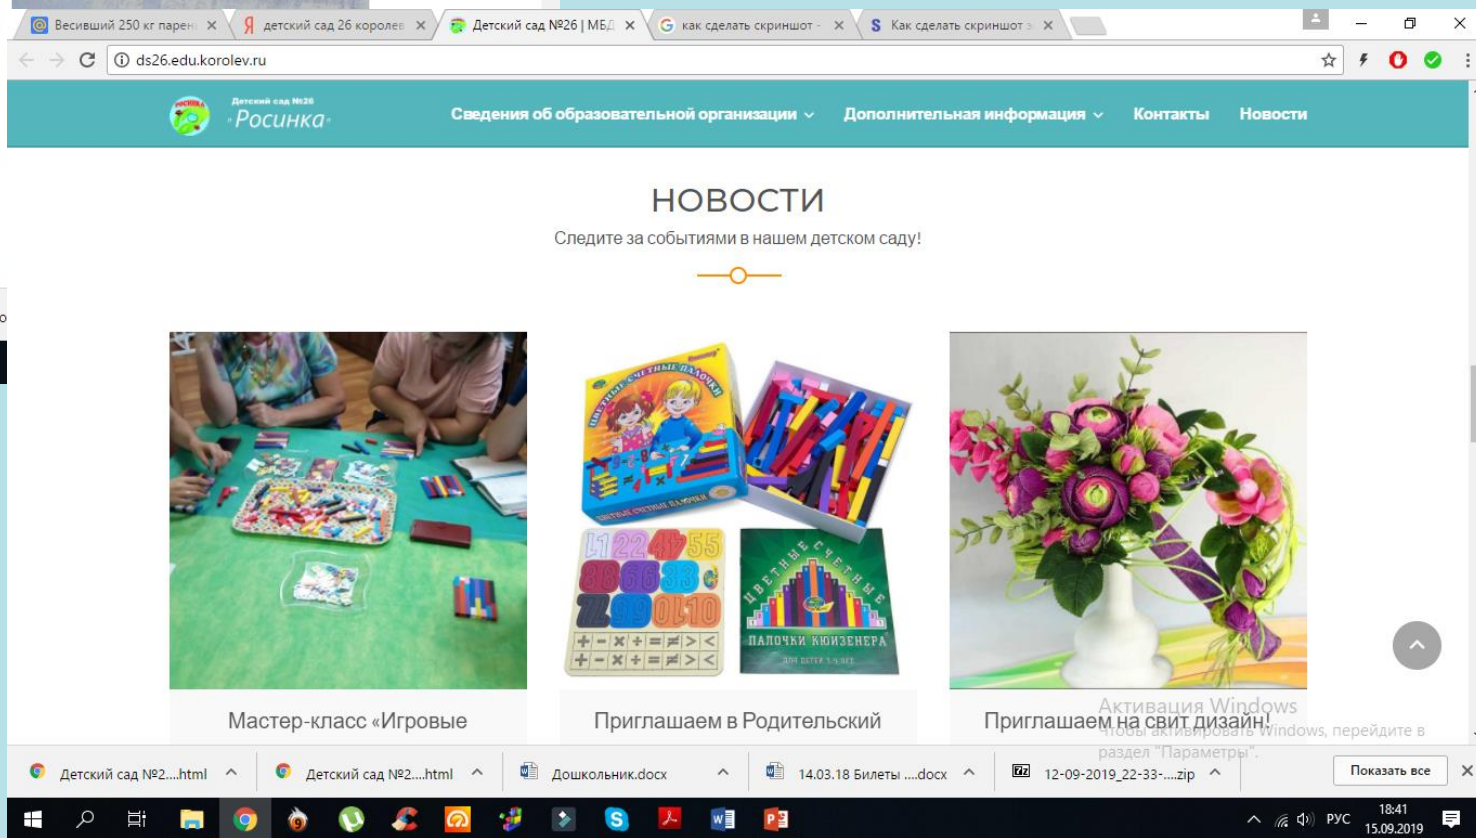 Весивший 250 кг парен
детский сад 26 королев
Детский сад №26 | МБД
как сделать скриншот -
Как сделать скриншот э
ds26.edu.korolev.ru
РОСИНКА
Детский сад №26
Росинка
Сведения об образовательной организации
Дополнительная информация
Контакты
Новости
НОВОСТИ
Следите за событиями в нашем детском саду!
ЦВЕТНЫЕ СЧЕТНЫЕ ПАЛОЧКИ
ЦВЕТНЫЕ СЧЕТНЫЕ ПАЛОЧКИ
ЦВЕТНЫЕ СЧЕТНЫЕ
ПАЛОЧКИ КЮИЗЕНЕРА
+ - × ÷ = ≠ > <
+ - × ÷ = ≠ > <
Мастер-класс «Игровые
Приглашаем в Родительский
Приглашаем на свит дизайн!
Активация Windows
Чтобы активировать Windows, перейдите в
раздел "Параметры".
Детский сад №2....html
Детский сад №2....html
Дошкольник.docx
14.03.18 Билеты ....docx
12-09-2019_22-33-....zip
Показать все
РУС
18:41
15.09.2019